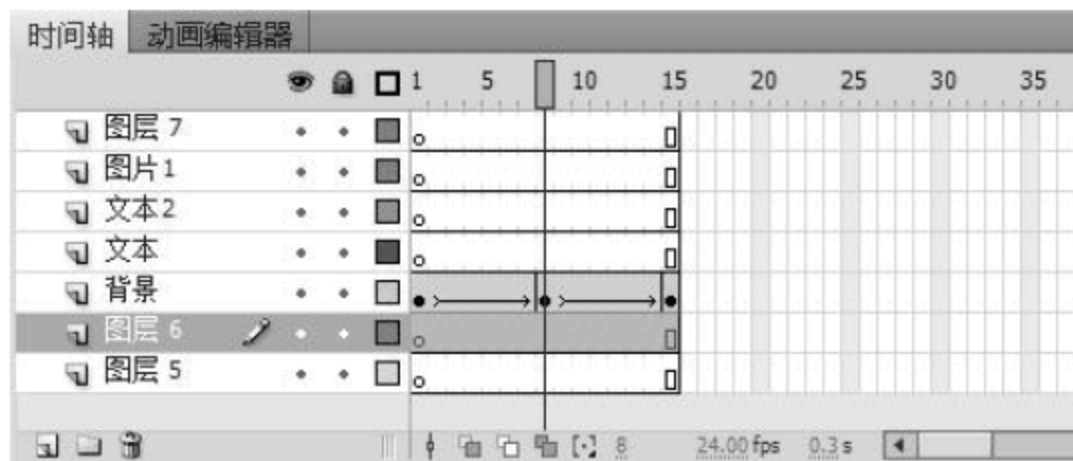 时间轴 动画编辑器
1 5 10 15 20 25 30 35
图层 7
图片 1
文本 2
文本
背景
图层 6
图层 5
8 24.00 fps 0.3 s